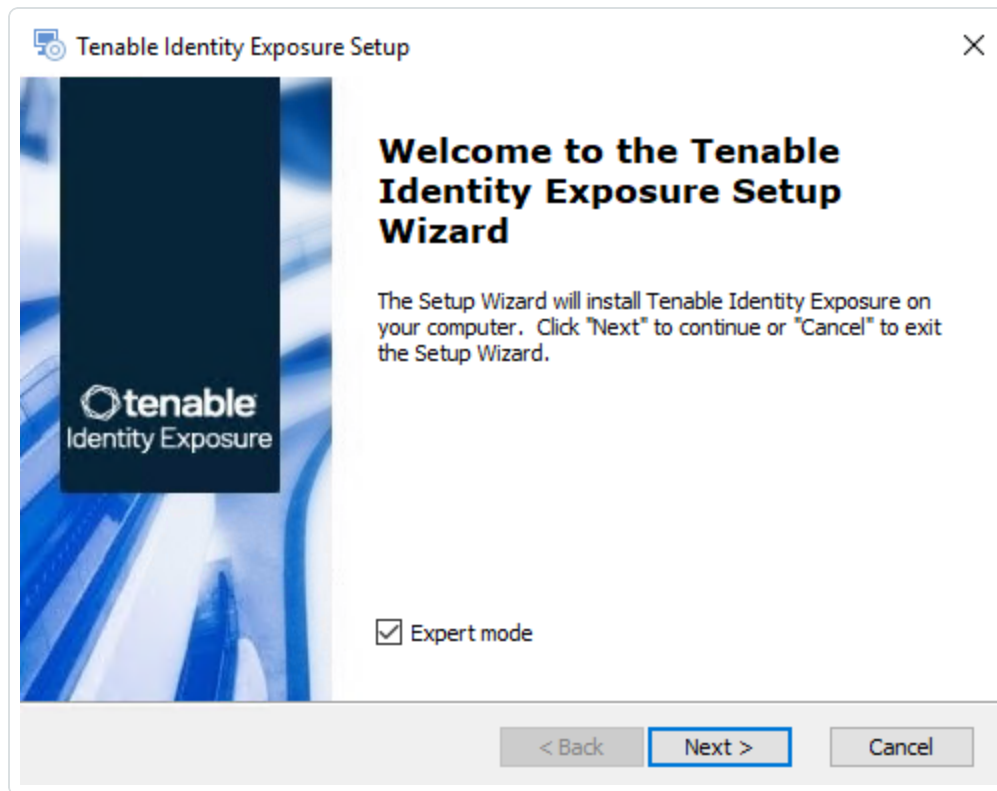 Tenable Identity Exposure Setup
Welcome to the Tenable
Identity Exposure Setup
Wizard
The Setup Wizard will install Tenable Identity Exposure on
your computer. Click "Next" to continue or "Cancel" to exit
the Setup Wizard.
tenable
Identity Exposure
Expert mode
< Back Next > Cancel